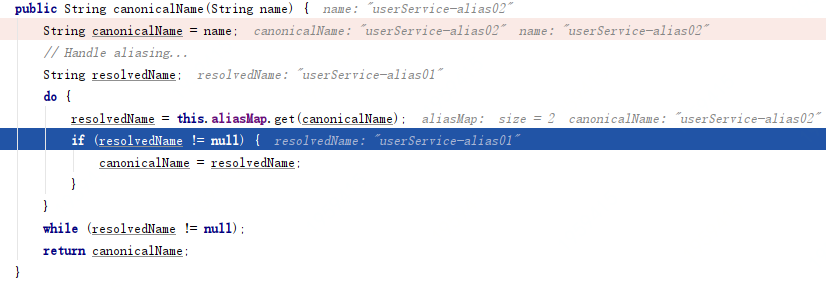 public String canonicalName(String name) { name: "userService-alias02"
String canonicalName = name; canonicalName: "userService-alias02" name: "userService-alias02"
// Handle aliasing...
String resolvedName; resolvedName: "userService-alias01"
do {
resolvedName = this.aliasMap.get(canonicalName); aliasMap: size = 2 canonicalName: "userService-alias02"
if (resolvedName != null) { resolvedName: "userService-alias01"
canonicalName = resolvedName;
}
}
while (resolvedName != null);
return canonicalName;
}